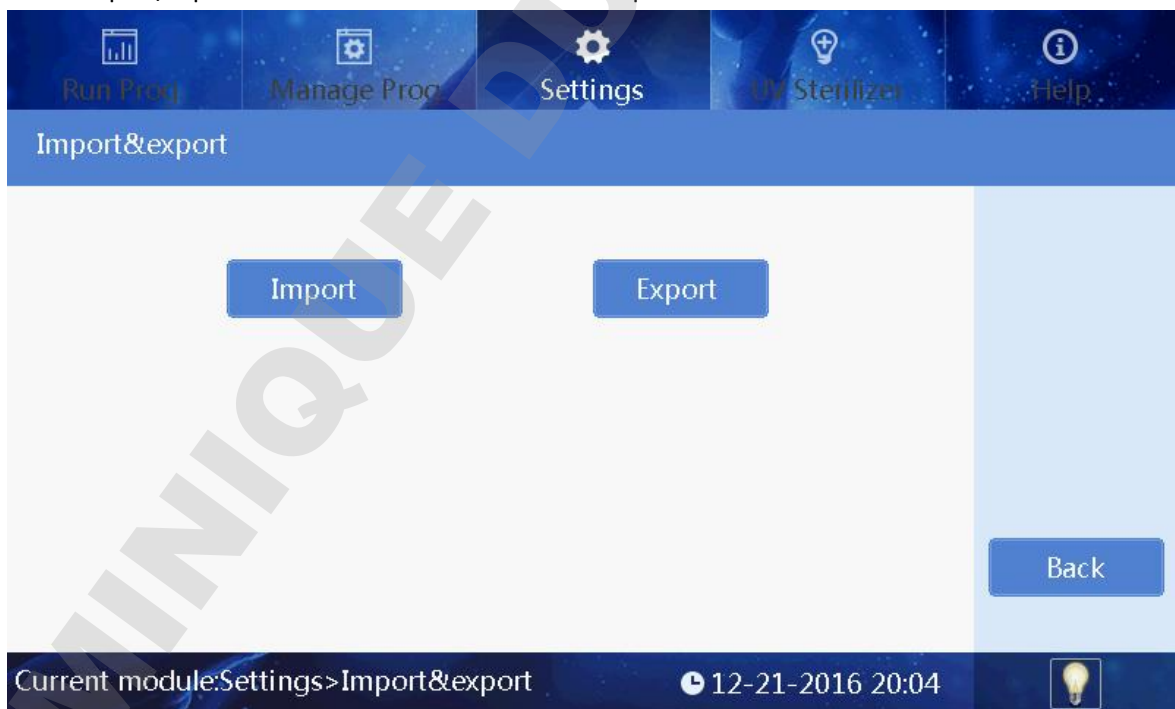 Run Prog
Manage Prog
Settings
UV Sterilizer
Help
Import&export
Import
Export
Back
Current module:Settings>Import&export
12-21-2016 20:04